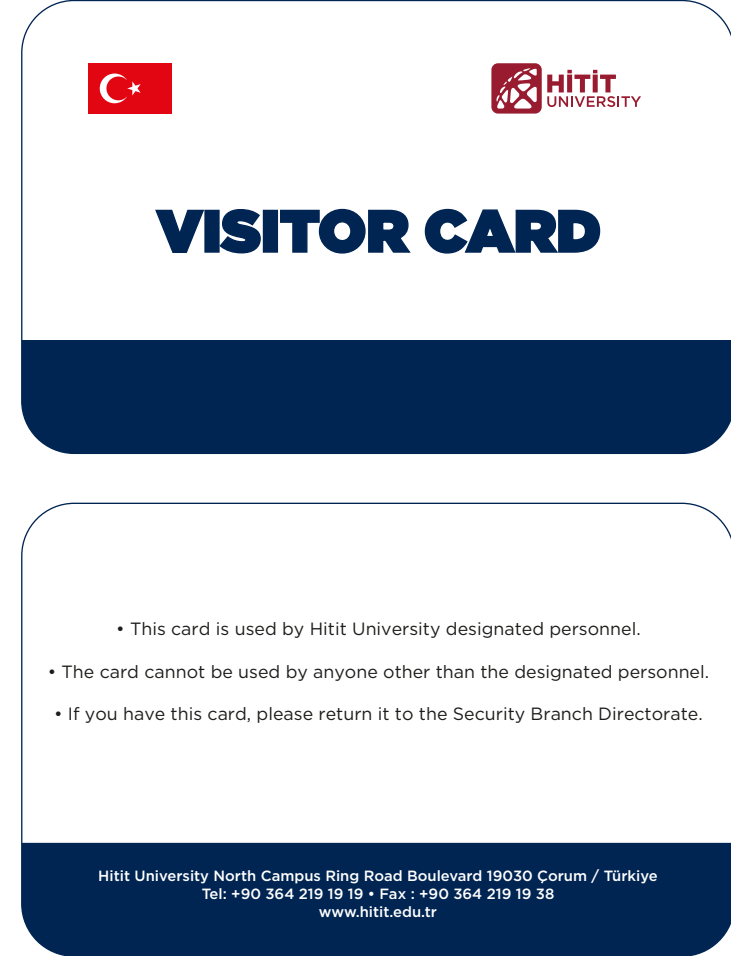 HİTİT
UNIVERSITY
VISITOR CARD
• This card is used by Hitit University designated personnel.
• The card cannot be used by anyone other than the designated personnel.
• If you have this card, please return it to the Security Branch Directorate.
Hitit University North Campus Ring Road Boulevard 19030 Çorum / Türkiye
Tel: +90 364 219 19 19 • Fax : +90 364 219 19 38
www.hitit.edu.tr